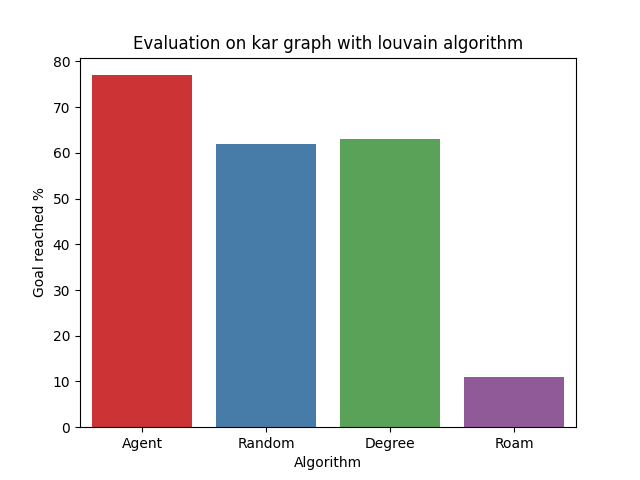 Evaluation on kar graph with louvain algorithm
80
70
60
50
40
30
20
10
0
Goal reached %
Agent Random Degree Roam
Algorithm